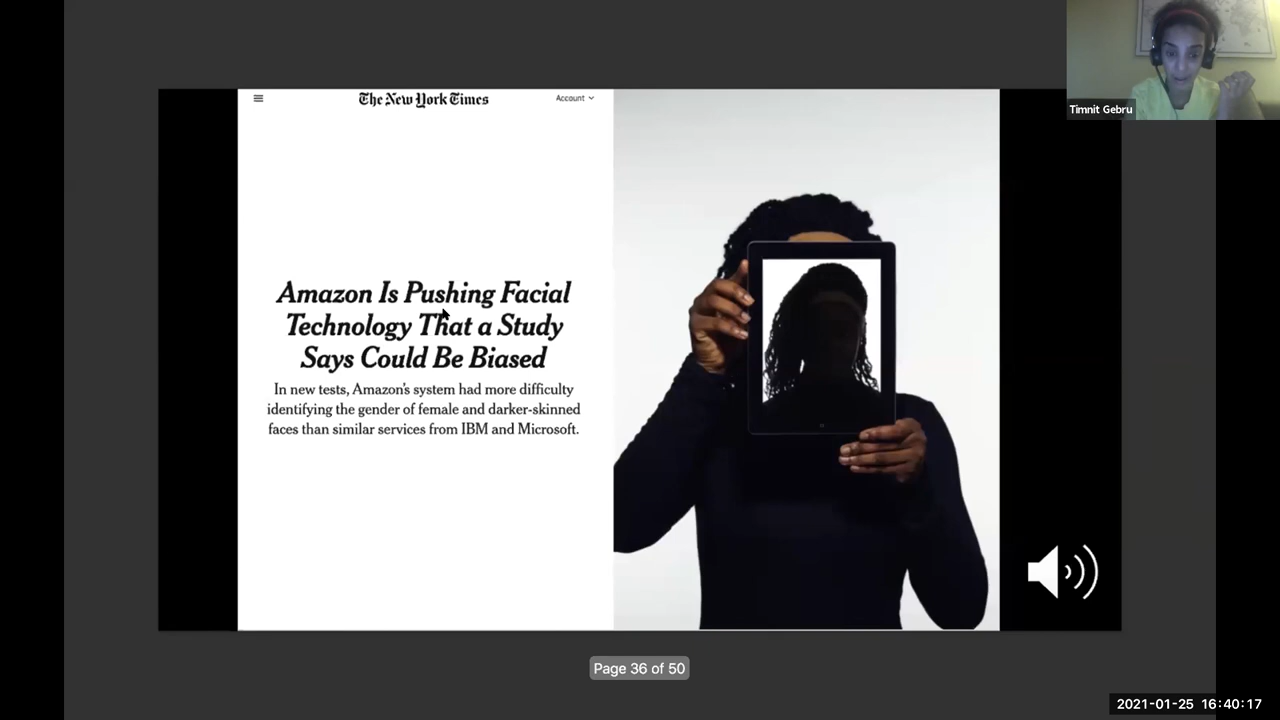 Timnit Gebru
The New York Times
Account
Amazon Is Pushing Facial
Technology That a Study
Says Could Be Biased
In new tests, Amazon's system had more difficulty
identifying the gender of female and darker-skinned
faces than similar services from IBM and Microsoft.
Page 36 of 50
2021-01-25 16:40:17